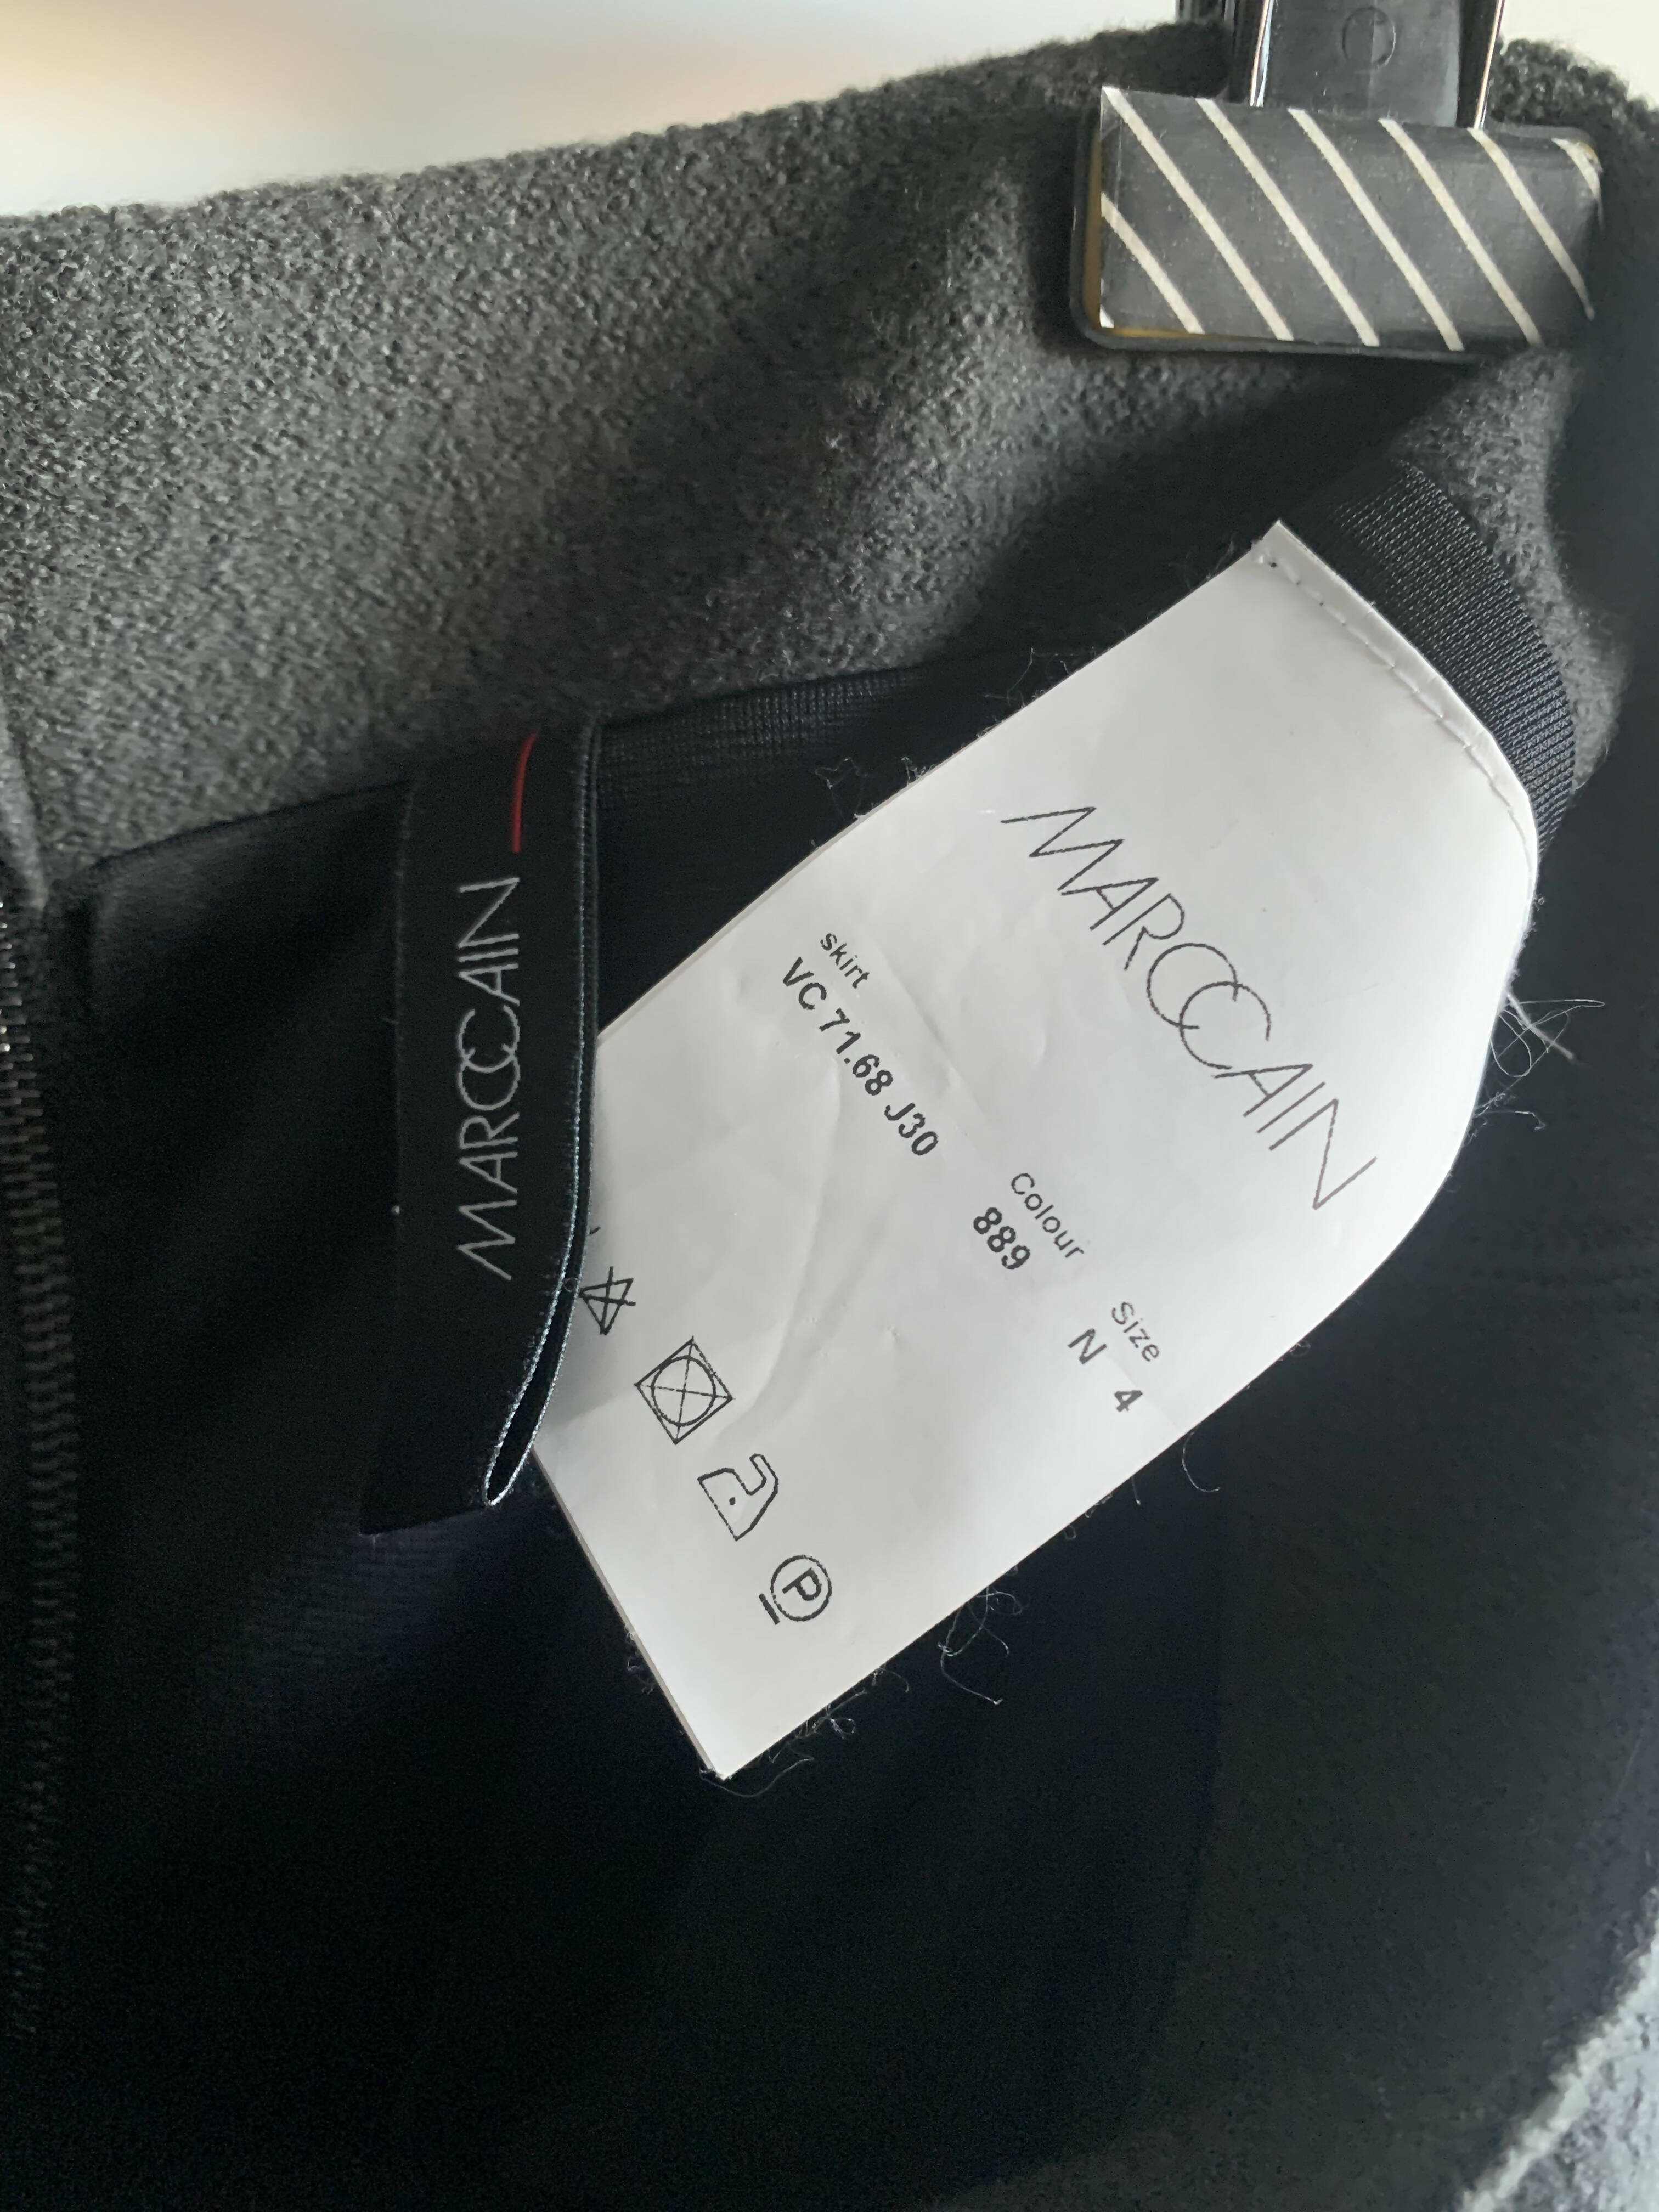 MARCCAIN
MARCCAIN
skirt
VC 71.68 J30
Colour
889
Size
N 4
P